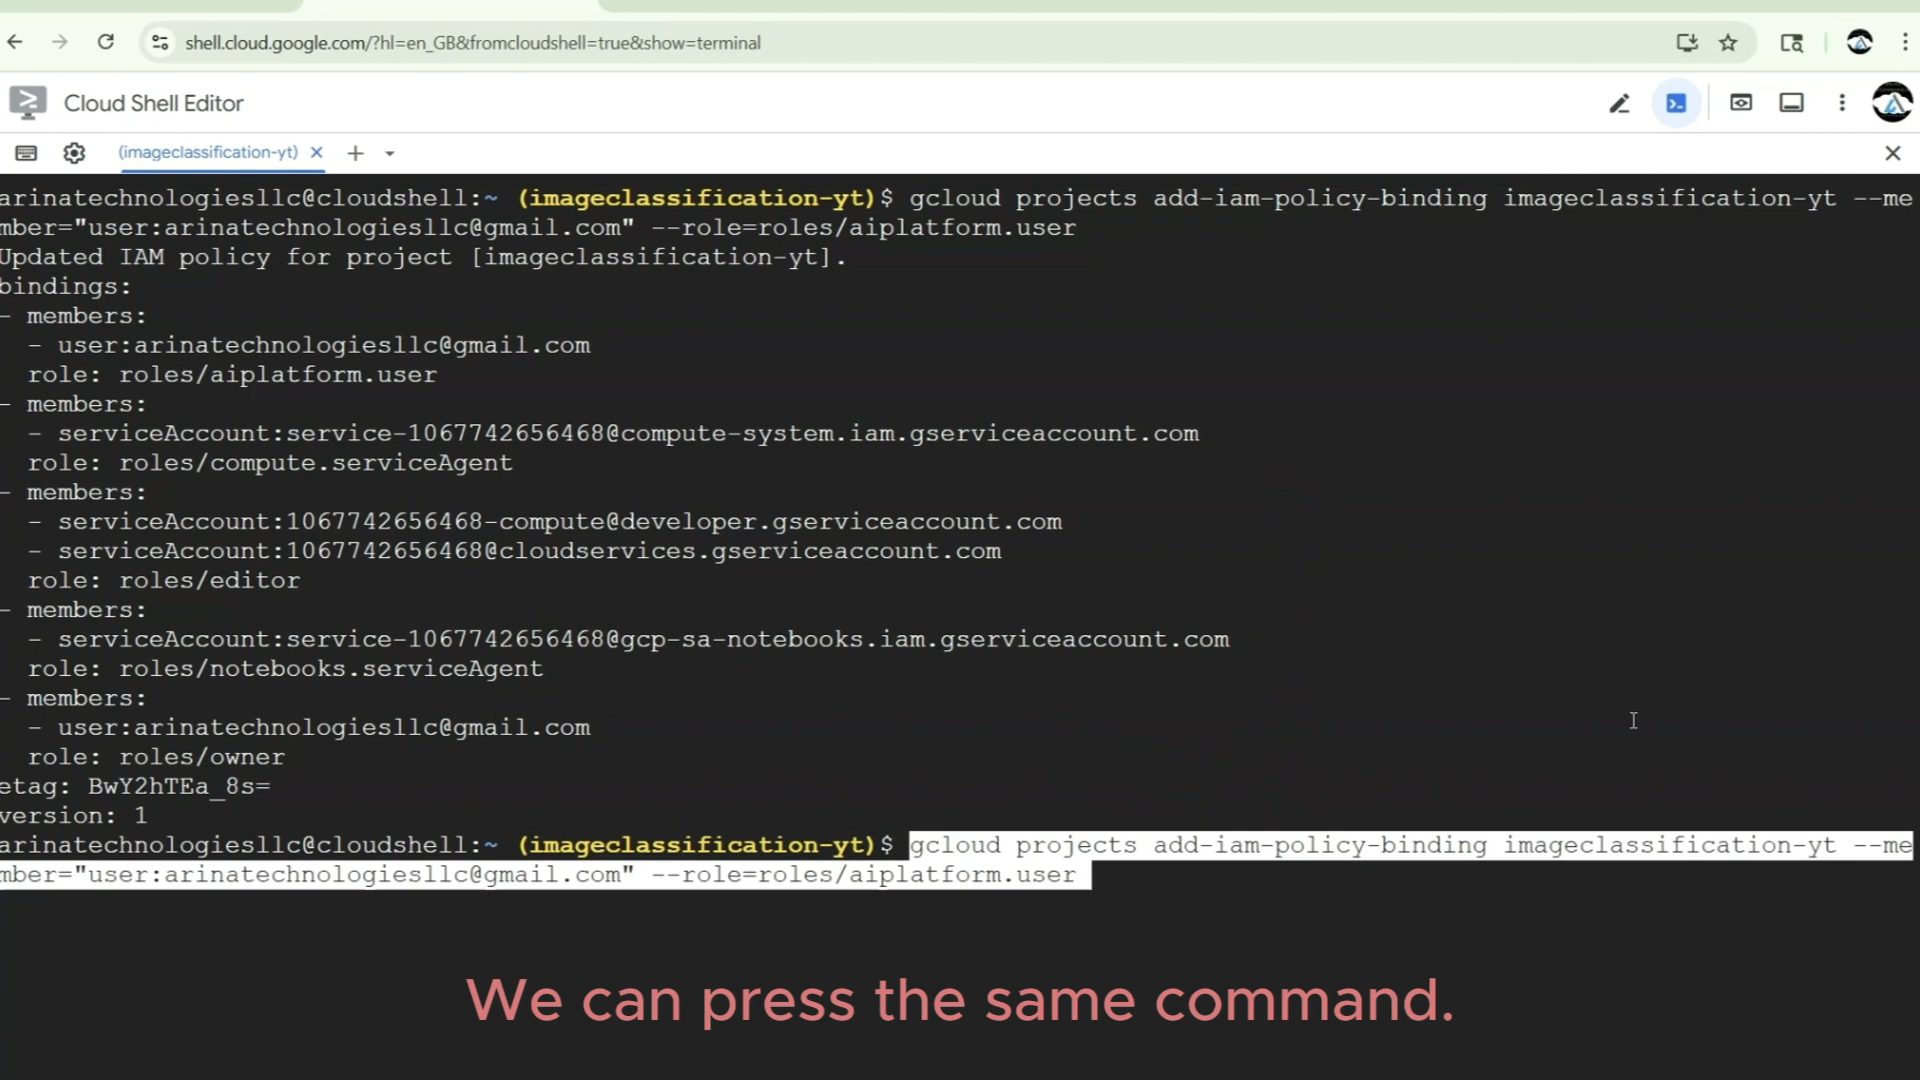 shell.cloud.google.com/?hl=en_GB&fromcloudshell=true&show=terminal
Cloud Shell Editor
(imageclassification-yt)
arinatechnologiesllc@cloudshell:~ (imageclassification-yt)$ gcloud projects add-iam-policy-binding imageclassification-yt --me
mber="user:arinatechnologiesllc@gmail.com" --role=roles/aiplatform.user
Updated IAM policy for project [imageclassification-yt].
bindings:
- members:
  - user:arinatechnologiesllc@gmail.com
  role: roles/aiplatform.user
- members:
  - serviceAccount:service-1067742656468@compute-system.iam.gserviceaccount.com
  role: roles/compute.serviceAgent
- members:
  - serviceAccount:1067742656468-compute@developer.gserviceaccount.com
  - serviceAccount:1067742656468@cloudservices.gserviceaccount.com
  role: roles/editor
- members:
  - serviceAccount:service-1067742656468@gcp-sa-notebooks.iam.gserviceaccount.com
  role: roles/notebooks.serviceAgent
- members:
  - user:arinatechnologiesllc@gmail.com
  role: roles/owner
etag: BwY2hTEa_8s=
version: 1
arinatechnologiesllc@cloudshell:~ (imageclassification-yt)$ gcloud projects add-iam-policy-binding imageclassification-yt --me
mber="user:arinatechnologiesllc@gmail.com" --role=roles/aiplatform.user
We can press the same command.